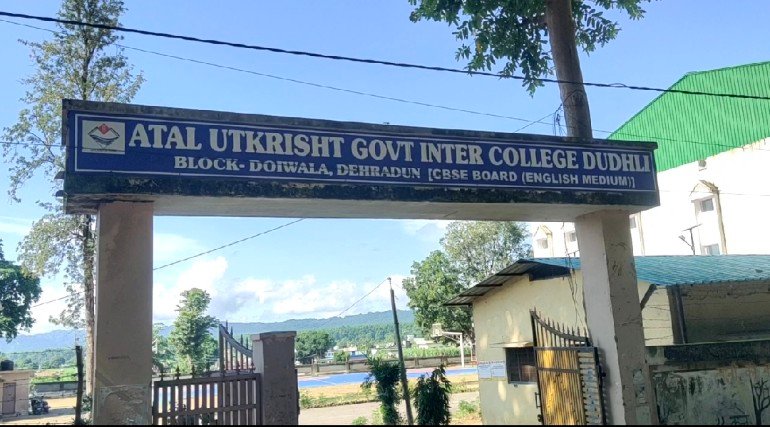 ATAL UTKRISHT GOVT INTER COLLEGE DUDHLI
BLOCK- DOIWALA, DEHRADUN [CBSE BOARD (ENGLISH MEDIUM)]